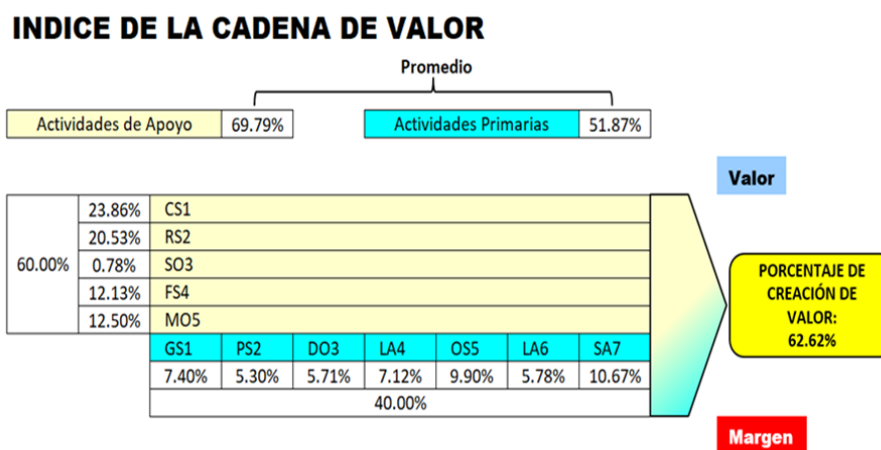 INDICE DE LA CADENA DE VALOR
Promedio
Actividades de Apoyo 69.79% Actividades Primarias 51.87%
Valor
60.00%
23.86% CS1
20.53% RS2
0.78% SO3
12.13% FS4
12.50% MO5
PORCENTAJE DE
CREACIÓN DE
VALOR:
62.62%
GS1 PS2 DO3 LA4 OS5 LA6 SA7
7.40% 5.30% 5.71% 7.12% 9.90% 5.78% 10.67%
40.00%
Margen